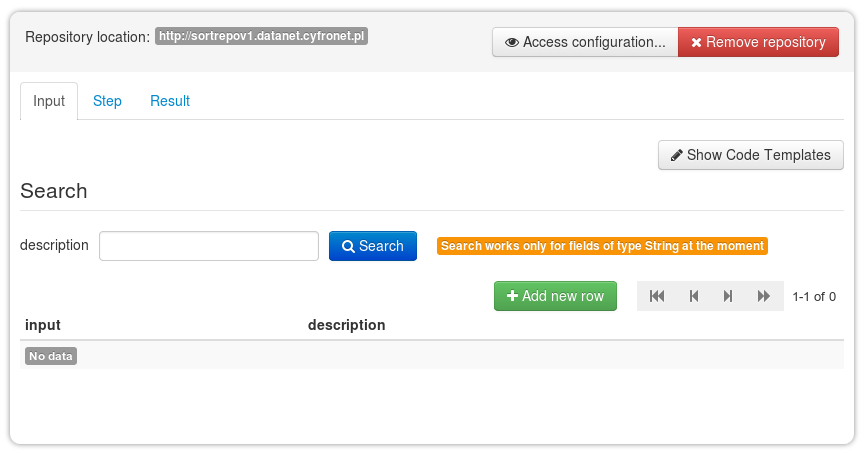 Repository location: http://sortrepov1.datanet.cyfronet.pl Access configuration... Remove repository
Input Step Result
Show Code Templates
Search
description Search Search works only for fields of type String at the moment
Add new row 1-1 of 0
input description
No data